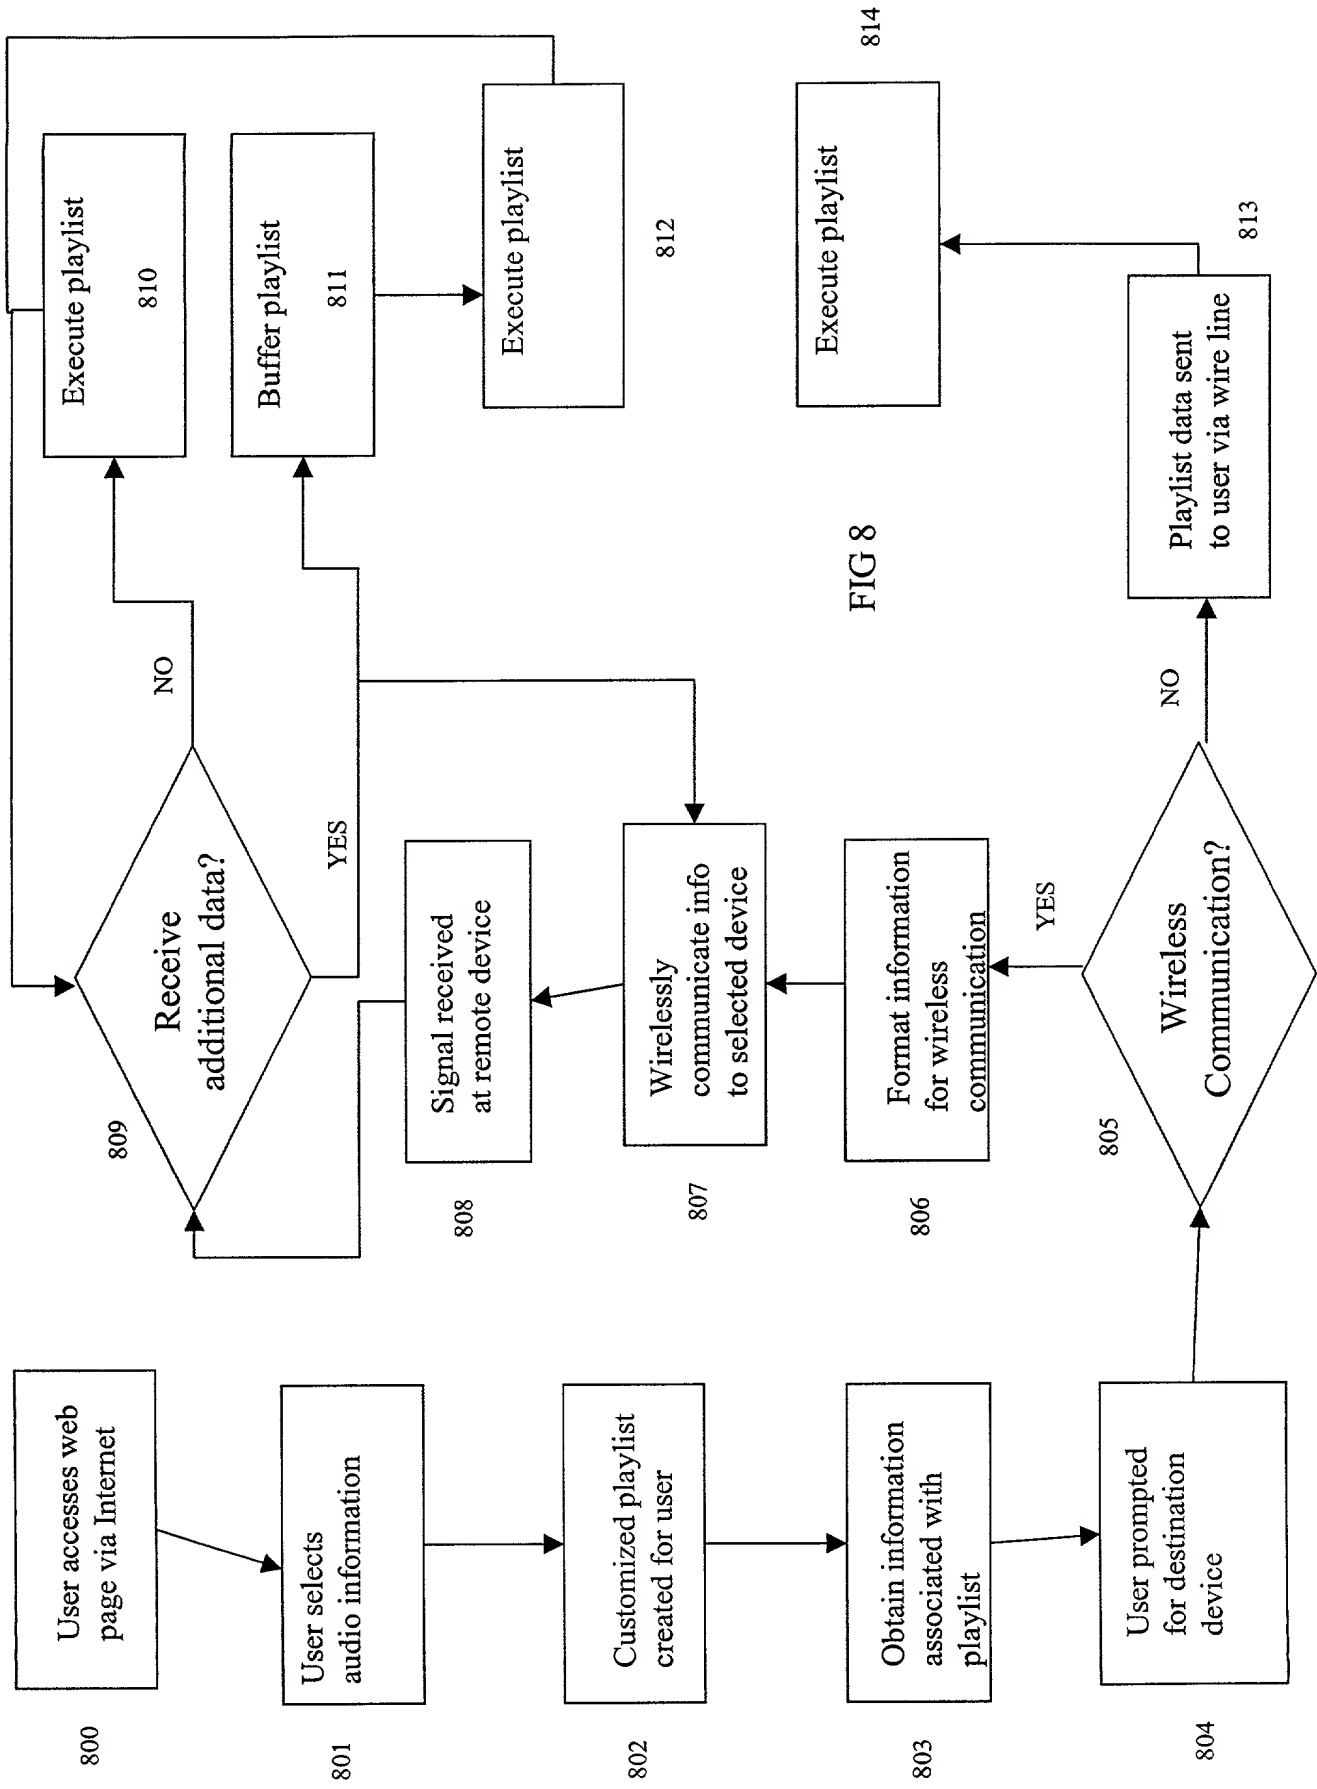 800
User accesses web
page via Internet
801
User selects
audio information
802
Customized playlist
created for user
803
Obtain information
associated with
playlist
804
User prompted
for destination
device
805
Wireless
Communication?
YES
NO
806
Format information
for wireless
communication
807
Wirelessly
communicate info
to selected device
808
Signal received
at remote device
809
Receive
additional data?
NO
YES
Execute playlist
810
Buffer playlist
811
Execute playlist
812
Playlist data sent
to user via wire line
813
Execute playlist
814
FIG 8